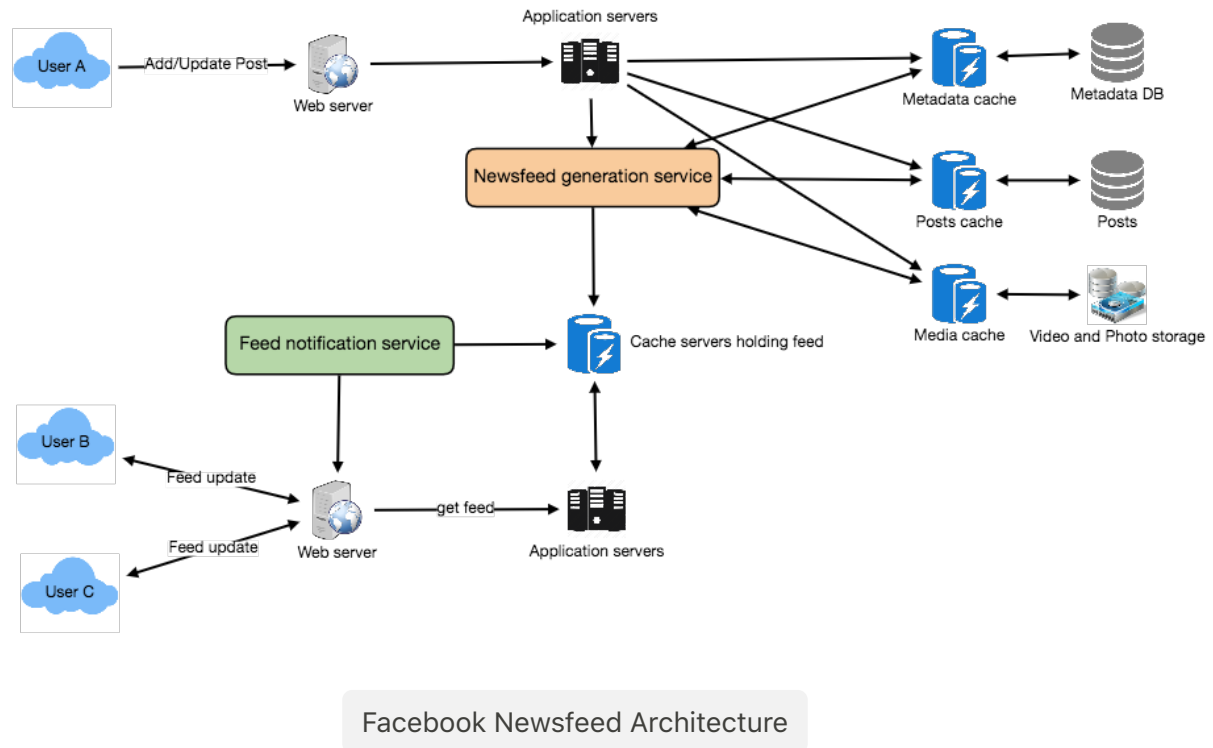 Application servers
User A
Add/Update Post
Web server
Metadata cache
Metadata DB
Newsfeed generation service
Posts cache
Posts
Media cache
Video and Photo storage
Feed notification service
Cache servers holding feed
User B
Feed update
get feed
Feed update
Web server
Application servers
User C
Facebook Newsfeed Architecture